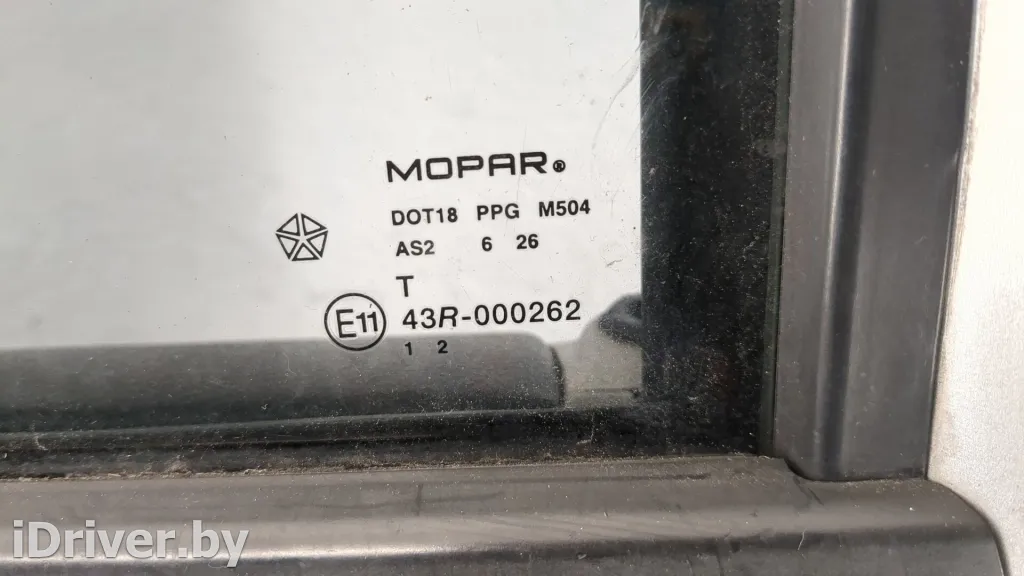 MOPAR®
DOT18 PPG M504
AS2 6 26
T
E11 43R-000262
1 2
iDriver.by